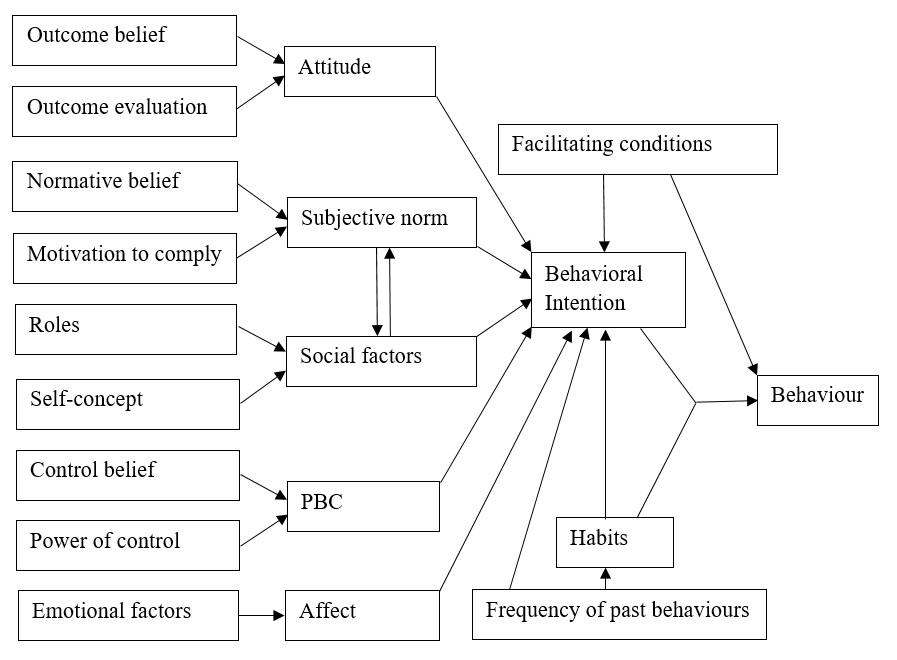 Outcome belief
Outcome evaluation
Attitude
Normative belief
Motivation to comply
Subjective norm
Roles
Self-concept
Social factors
Control belief
Power of control
PBC
Emotional factors
Affect
Facilitating conditions
Behavioral
Intention
Behaviour
Habits
Frequency of past behaviours